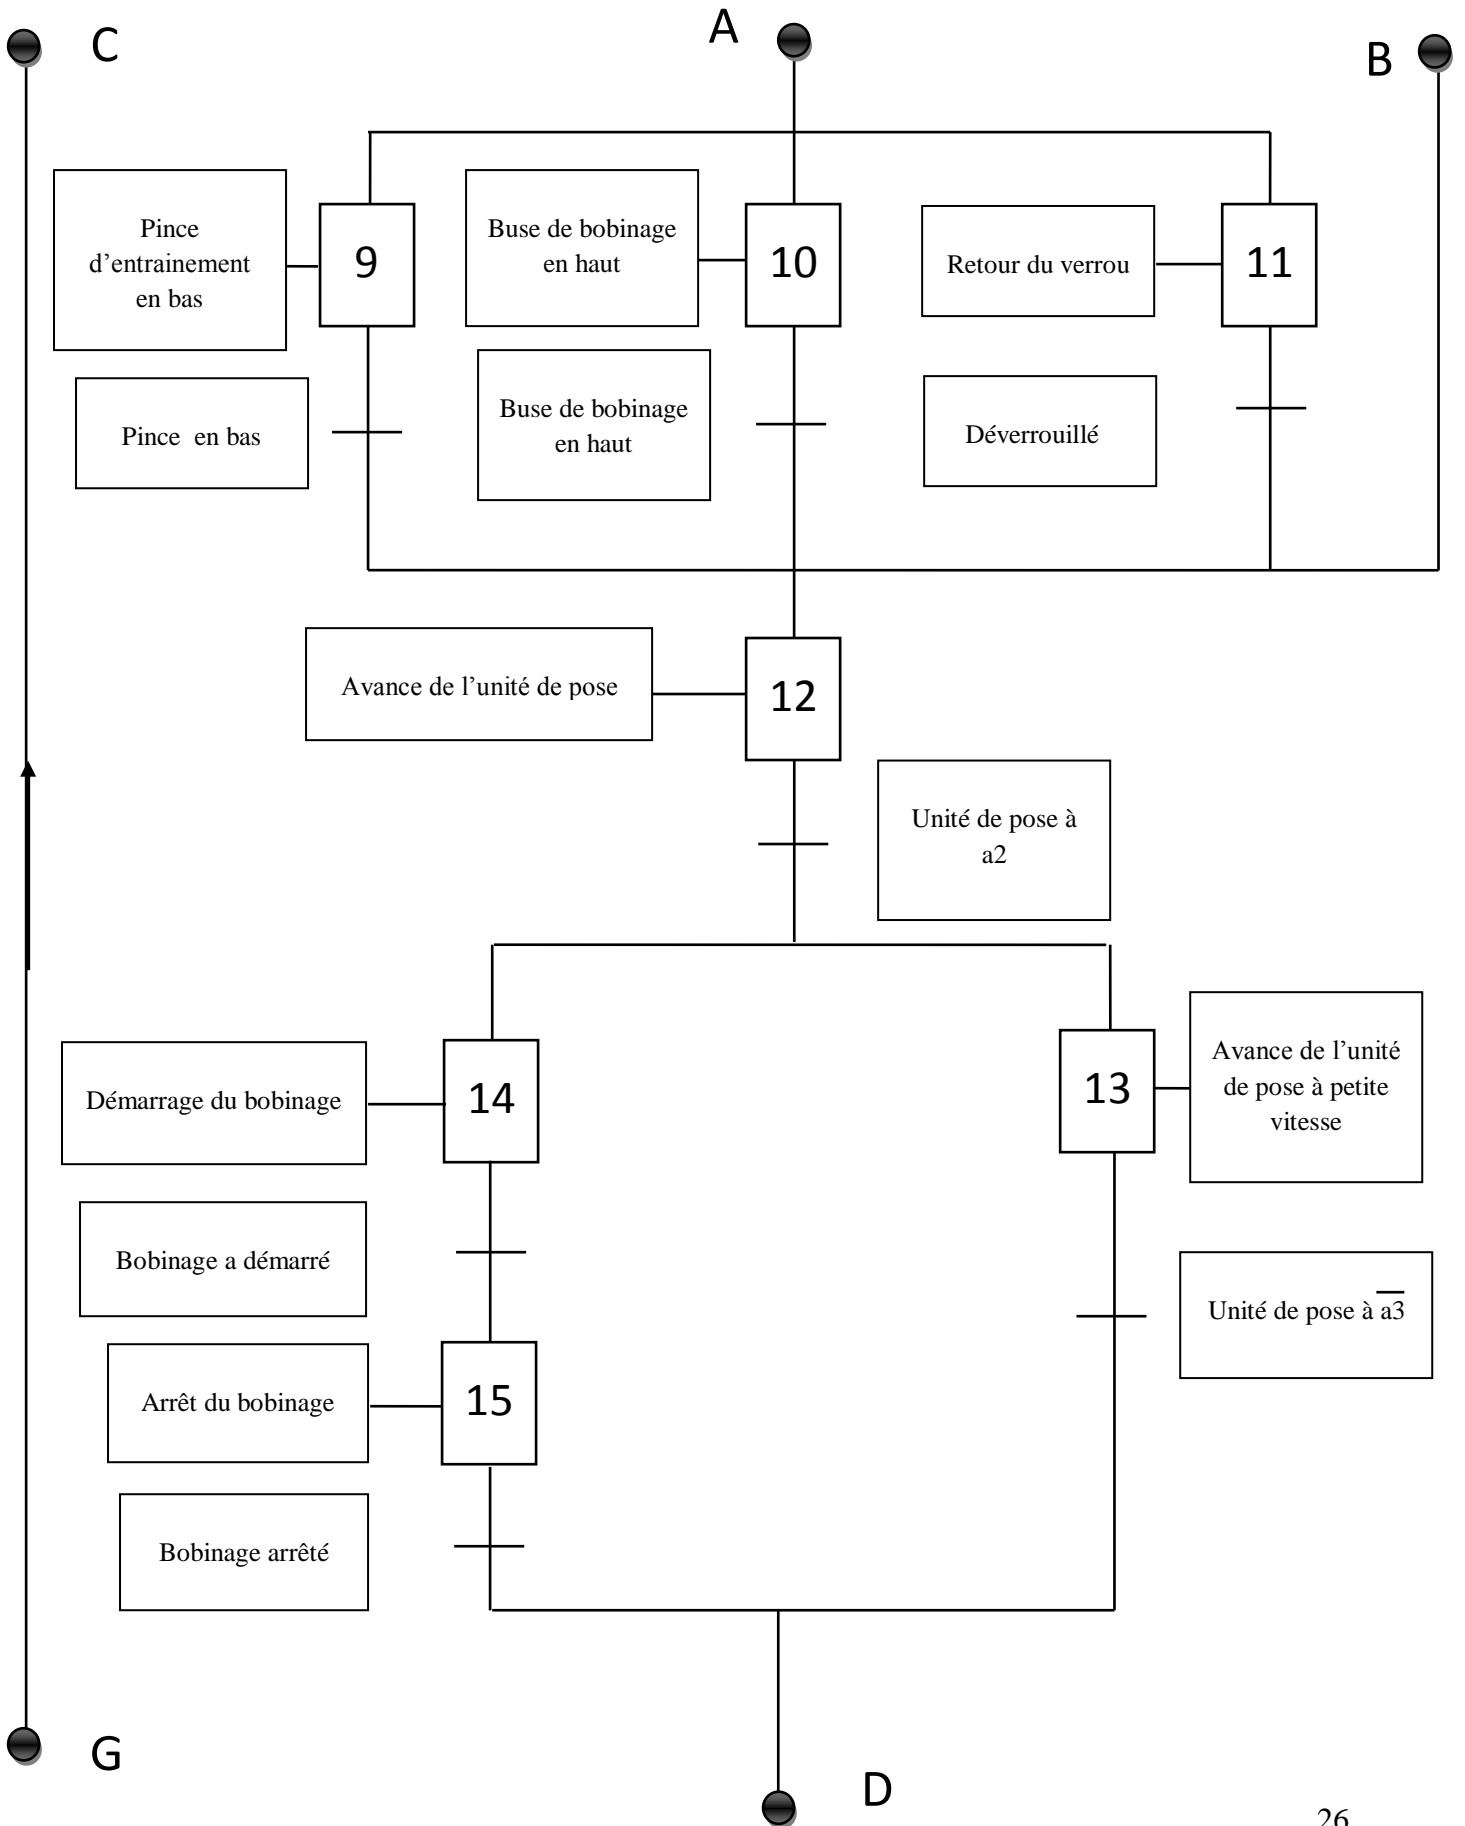 C
A
B
Pince
d’entrainement
en bas
9
Buse de bobinage
en haut
10
Retour du verrou
11
Pince en bas
Buse de bobinage
en haut
Déverrouillé
Avance de l’unité de pose
12
Unité de pose à
a2
Démarrage du bobinage
14
13
Avance de l’unité
de pose à petite
vitesse
Bobinage a démarré
Unité de pose à a̅3̅
Arrêt du bobinage
15
Bobinage arrêté
G
D
26